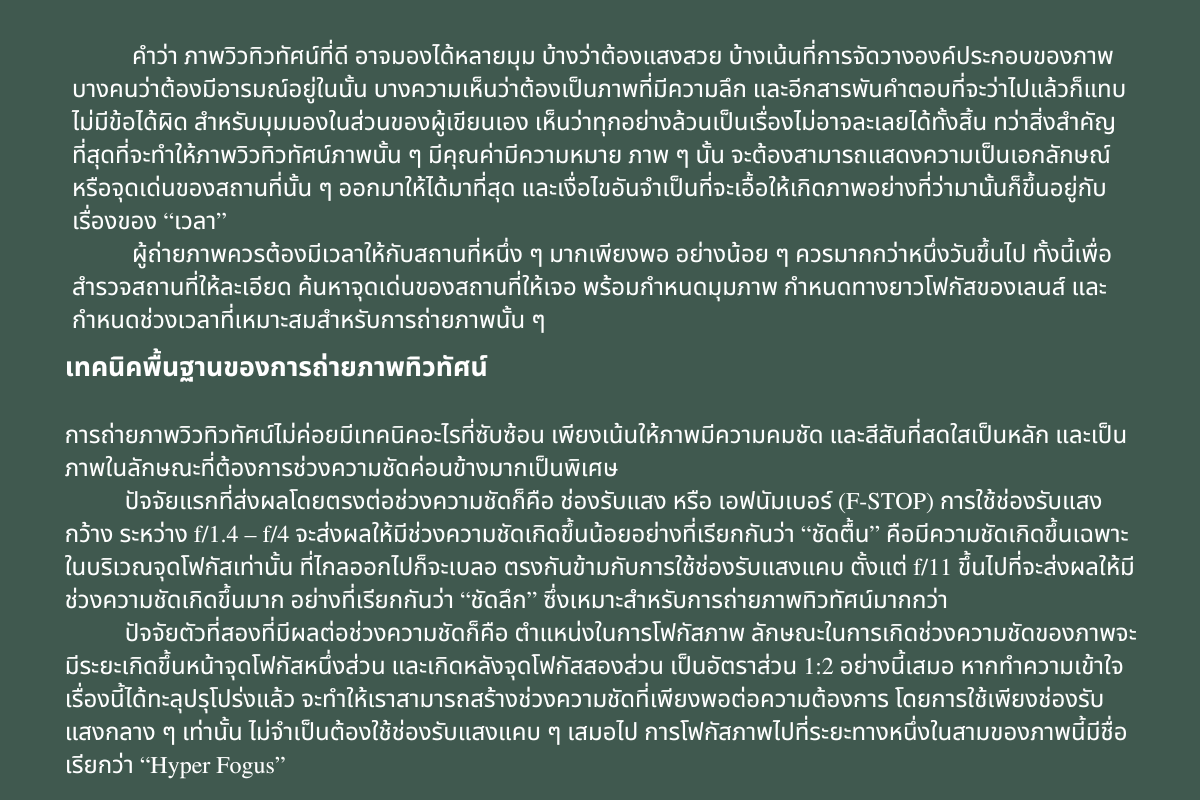 คำว่า ภาพวิวทิวทัศน์ที่ดี อาจมองได้หลายมุม บ้างว่าต้องแสงสวย บ้างเน้นที่การจัดวางองค์ประกอบของภาพ
บางคนว่าต้องมีอารมณ์อยู่ในนั้น บางความเห็นว่าต้องเป็นภาพที่มีความลึก และอีกสารพันคำตอบที่จะว่าไปแล้วก็แทบ
ไม่มีข้อได้ผิด สำหรับมุมมองในส่วนของผู้เขียนเอง เห็นว่าทุกอย่างล้วนเป็นเรื่องไม่อาจละเลยได้ทั้งสิ้น ทว่าสิ่งสำคัญ
ที่สุดที่จะทำให้ภาพวิวทิวทัศน์ภาพนั้น ๆ มีคุณค่ามีความหมาย ภาพ ๆ นั้น จะต้องสามารถแสดงความเป็นเอกลักษณ์
หรือจุดเด่นของสถานที่นั้น ๆ ออกมาให้ได้มาที่สุด และเงื่อไขอันจำเป็นที่จะเอื้อให้เกิดภาพอย่างที่ว่ามานั้นก็ขึ้นอยู่กับ
เรื่องของ “เวลา”
ผู้ถ่ายภาพควรต้องมีเวลาให้กับสถานที่หนึ่ง ๆ มากเพียงพอ อย่างน้อย ๆ ควรมากกว่าหนึ่งวันขึ้นไป ทั้งนี้เพื่อ
สำรวจสถานที่ให้ละเอียด ค้นหาจุดเด่นของสถานที่ให้เจอ พร้อมกำหนดมุมภาพ กำหนดทางยาวโฟกัสของเลนส์ และ
กำหนดช่วงเวลาที่เหมาะสมสำหรับการถ่ายภาพนั้น ๆ
เทคนิคพื้นฐานของการถ่ายภาพทิวทัศน์
การถ่ายภาพวิวทิวทัศน์ไม่ค่อยมีเทคนิคอะไรที่ซับซ้อน เพียงเน้นให้ภาพมีความคมชัด และสีสันที่สดใสเป็นหลัก และเป็น
ภาพในลักษณะที่ต้องการช่วงความชัดค่อนข้างมากเป็นพิเศษ
ปัจจัยแรกที่ส่งผลโดยตรงต่อช่วงความชัดก็คือ ช่องรับแสง หรือ เอฟนัมเบอร์ (F-STOP) การใช้ช่องรับแสง
กว้าง ระหว่าง f/1.4 – f/4 จะส่งผลให้มีช่วงความชัดเกิดขึ้นน้อยอย่างที่เรียกกันว่า “ชัดตื้น” คือมีความชัดเกิดขึ้นเฉพาะ
ในบริเวณจุดโฟกัสเท่านั้น ที่ไกลออกไปก็จะเบลอ ตรงกันข้ามกับการใช้ช่องรับแสงแคบ ตั้งแต่ f/11 ขึ้นไปที่จะส่งผลให้มี
ช่วงความชัดเกิดขึ้นมาก อย่างที่เรียกกันว่า “ชัดลึก” ซึ่งเหมาะสำหรับการถ่ายภาพทิวทัศน์มากกว่า
ปัจจัยตัวที่สองที่มีผลต่อช่วงความชัดก็คือ ตำแหน่งในการโฟกัสภาพ ลักษณะในการเกิดช่วงความชัดของภาพจะ
มีระยะเกิดขึ้นหน้าจุดโฟกัสหนึ่งส่วน และเกิดหลังจุดโฟกัสสองส่วน เป็นอัตราส่วน 1:2 อย่างนี้เสมอ หากทำความเข้าใจ
เรื่องนี้ได้ทะลุปรุโปร่งแล้ว จะทำให้เราสามารถสร้างช่วงความชัดที่เพียงพอต่อความต้องการ โดยการใช้เพียงช่องรับ
แสงกลาง ๆ เท่านั้น ไม่จำเป็นต้องใช้ช่องรับแสงแคบ ๆ เสมอไป การโฟกัสภาพไปที่ระยะทางหนึ่งในสามของภาพนี้มีชื่อ
เรียกว่า “Hyper Fogus”